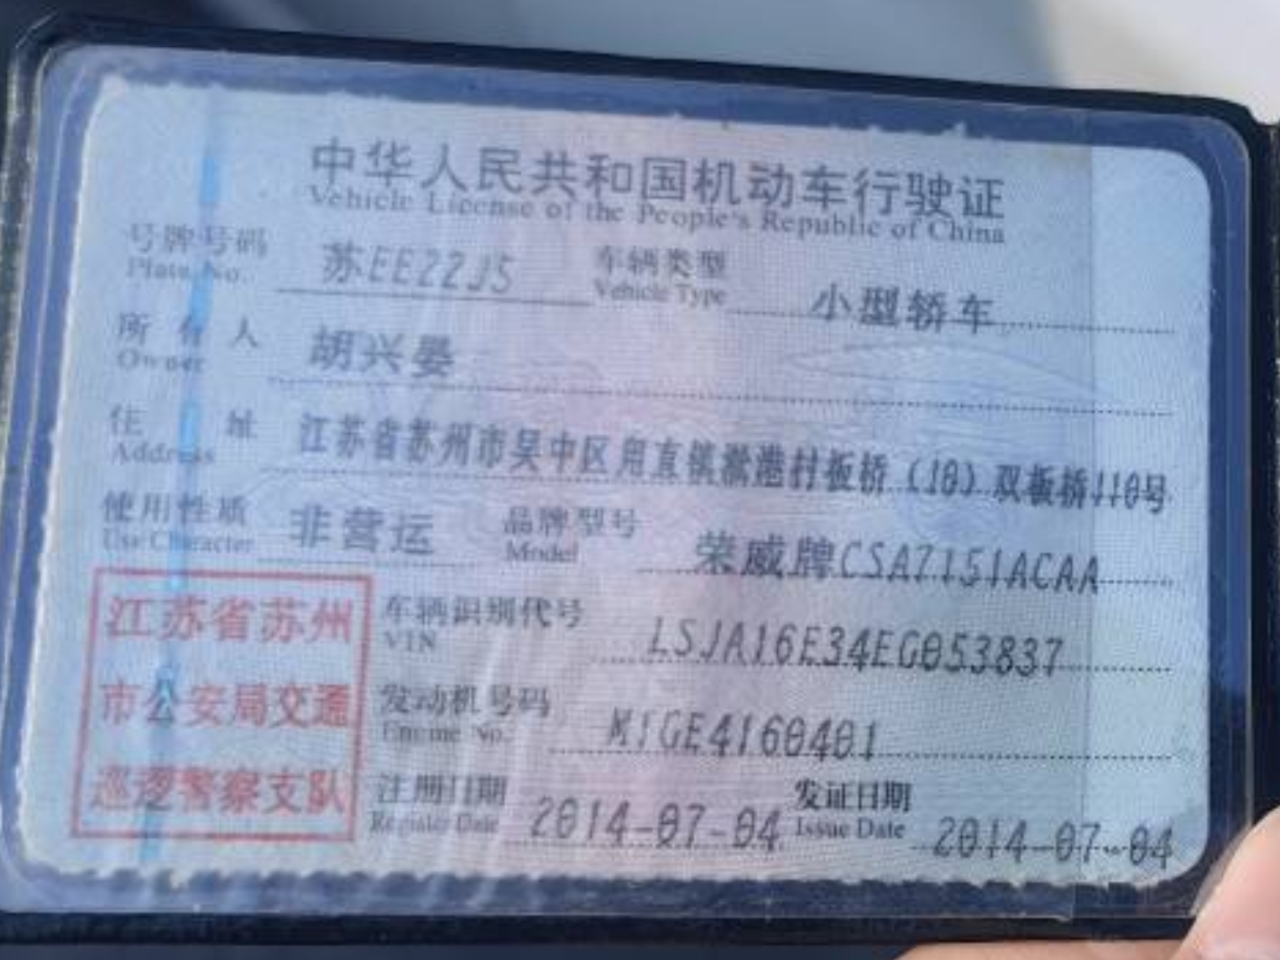 中华人民共和国机动车行驶证
Vehicle License of the People's Republic of China
号牌号码 苏EE22J5 车辆类型 小型轿车
Plate No. Vehicle Type
所有人 胡兴晏
Owner
住址 江苏省苏州市吴中区甪直镇淞港村板桥(10)双板桥110号
Address
使用性质 非营运 品牌型号 荣威牌CSA7151ACAA
Use Character Model
江苏省苏州
市公安局交通
巡逻警察支队
车辆识别代号 LSJA16E34EG053837
VIN
发动机号码 M1GE4160401
Engine No.
注册日期 2014-07-04 发证日期 2014-07-04
Register Date Issue Date